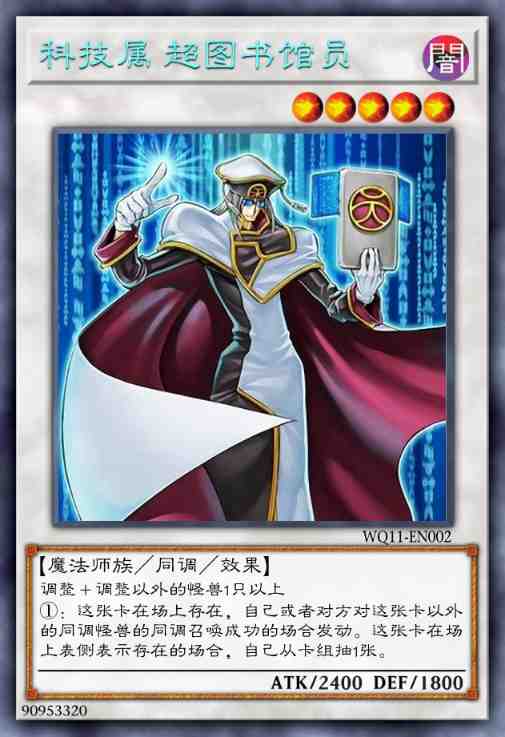 科技属 超图书馆员
闇
WQ11-EN002
【魔法师族／同调／效果】
调整＋调整以外的怪兽1只以上
①：这张卡在场上存在，自己或者对方对这张卡以外
的同调怪兽的同调召唤成功的场合发动。这张卡在场
上表侧表示存在的场合，自己从卡组抽1张。
ATK/2400 DEF/1800
90953320